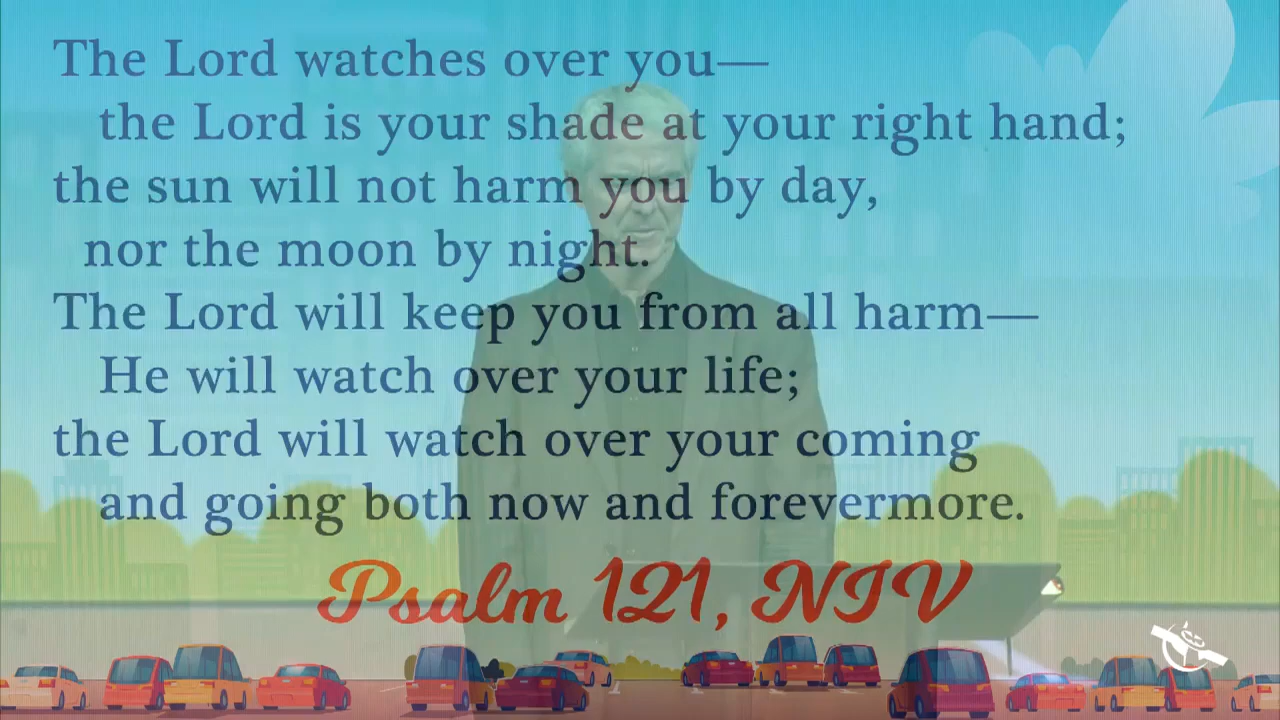 The Lord watches over you—
the Lord is your shade at your right hand;
the sun will not harm you by day,
nor the moon by night.
The Lord will keep you from all harm—
He will watch over your life;
the Lord will watch over your coming
and going both now and forevermore.
Psalm 121, NIV